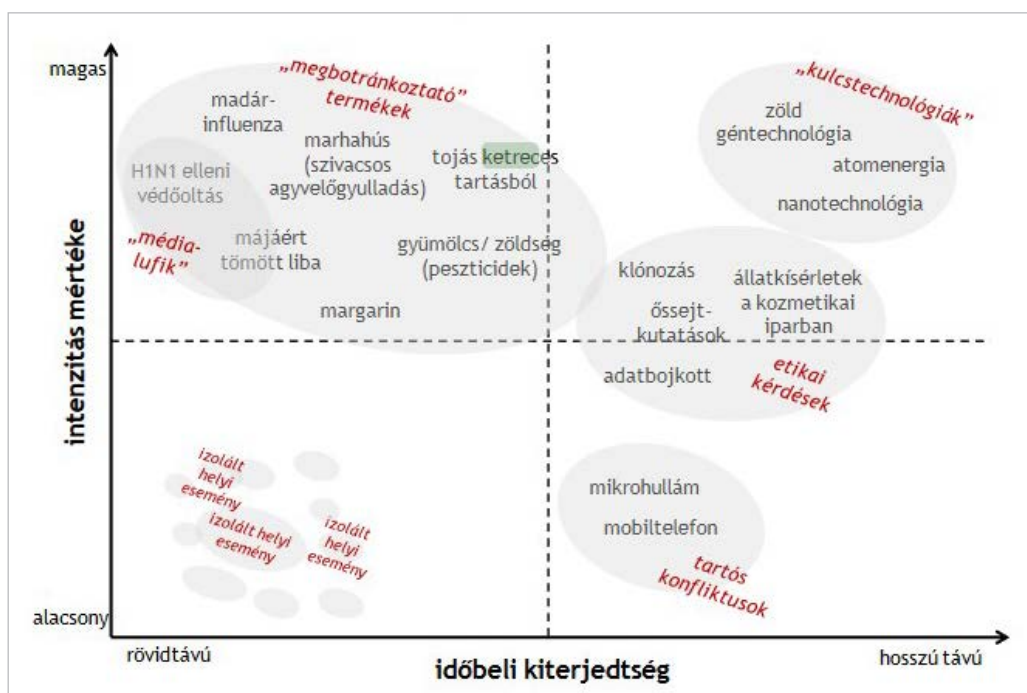 magas
„megbotránkoztató”
termékek
madár-
influenza
marhahús
(szivacsos
agyvelőgyulladás)
tojás ketreces
tartásból
H1N1 elleni
védőoltás
„média-
lufik”
májáért
tömött liba
gyümölcs/ zöldség
(peszticidek)
margarin
„kulcstechnológiák”
zöld
géntechnológia
atomenergia
nanotechnológia
klónozás
őssejt-
kutatások
állatkísérletek
a kozmetikai
iparban
adatbojkott
etikai
kérdések
intenzitás mértéke
izolált
helyi
esemény
izolált helyi
esemény
izolált
helyi
esemény
mikrohullám
mobiltelefon
tartós
konfliktusok
alacsony
rövidtávú
időbeli kiterjedtség
hosszú távú